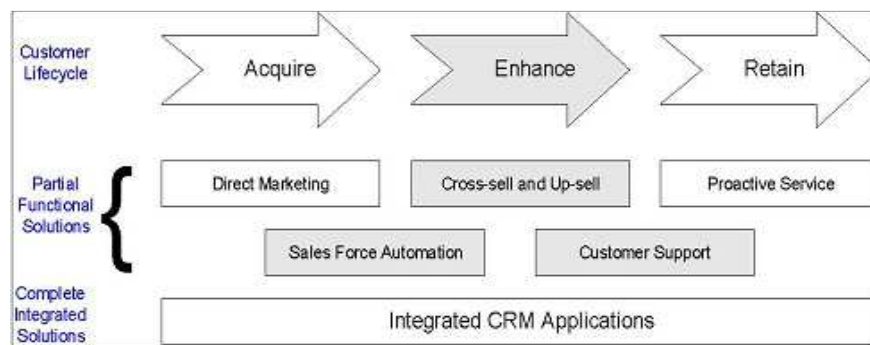 Customer
Lifecycle
Acquire
Enhance
Retain
Partial
Functional
Solutions
Direct Marketing
Cross-sell and Up-sell
Proactive Service
Sales Force Automation
Customer Support
Complete
Integrated
Solutions
Integrated CRM Applications